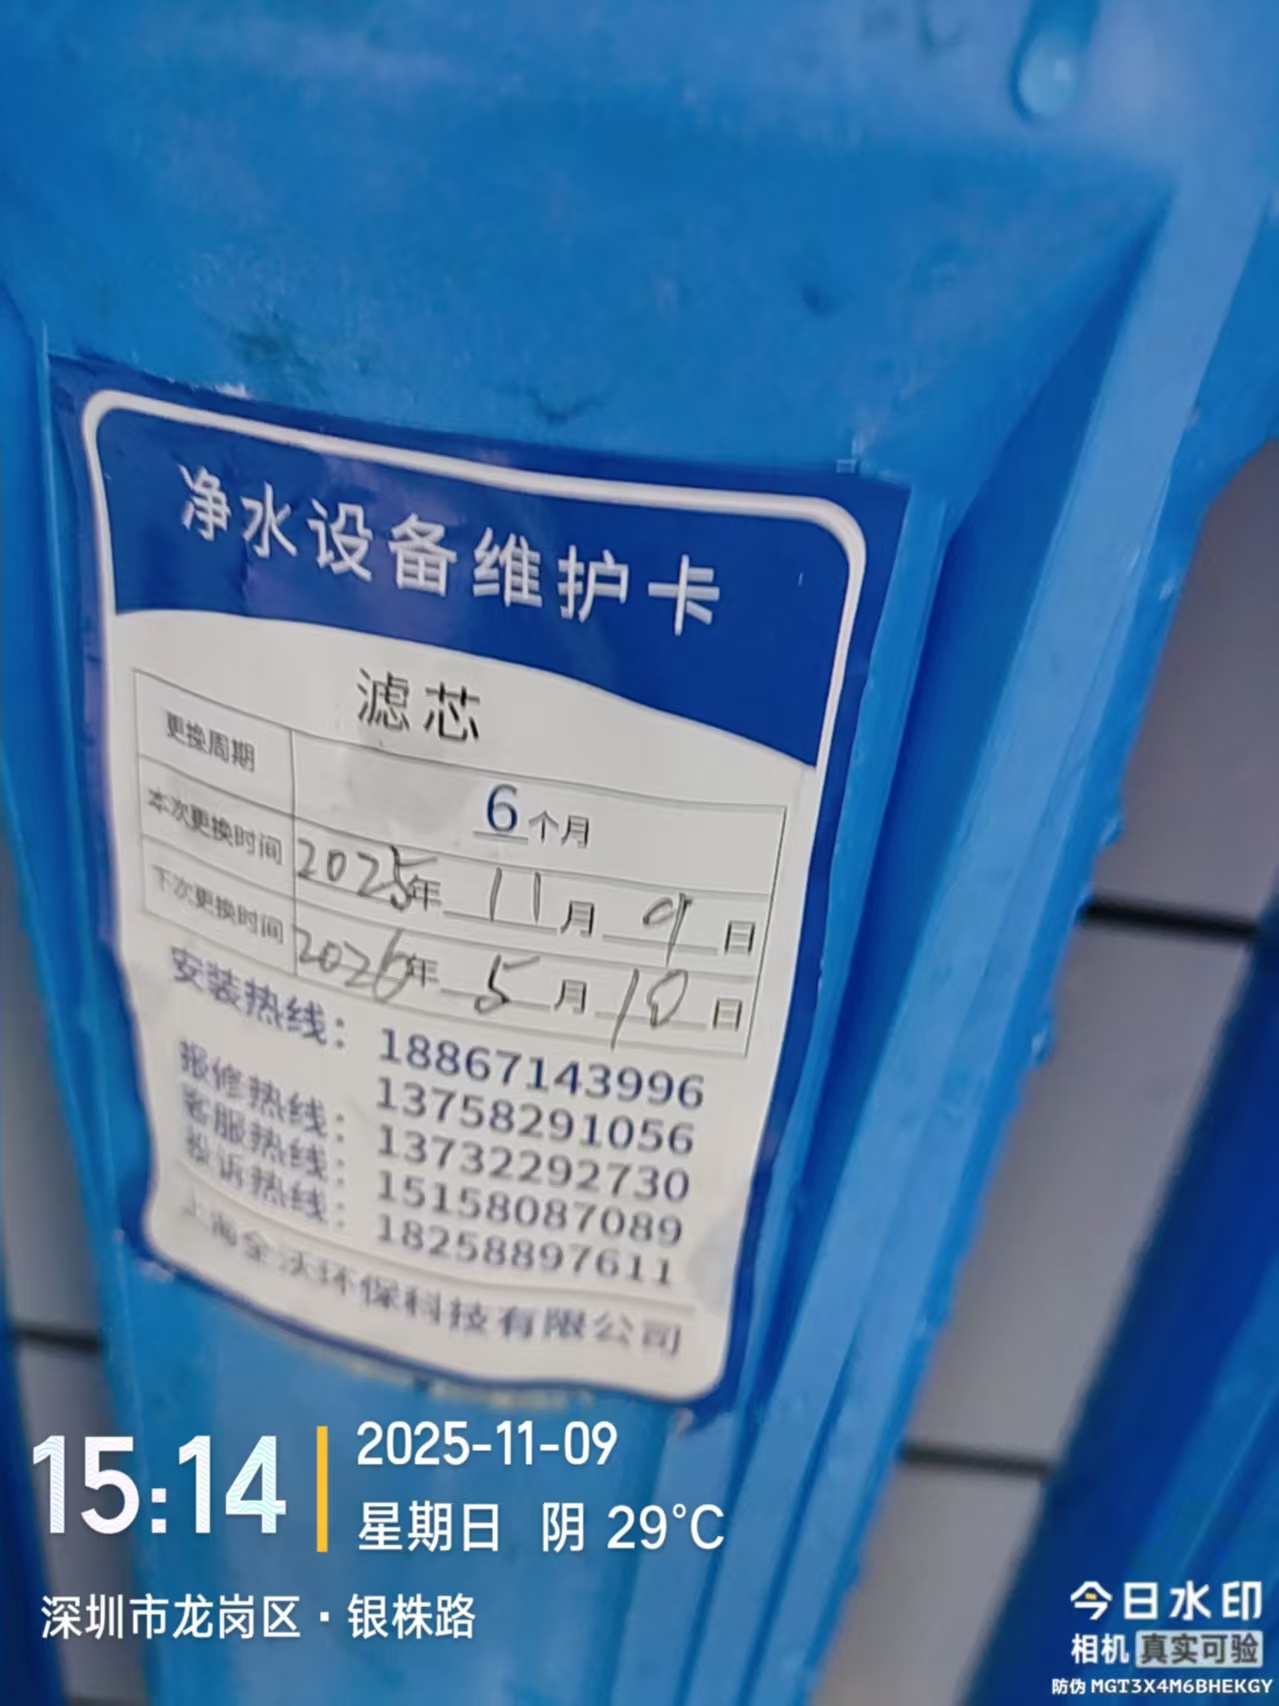 净水设备维护卡
滤芯
更换周期 6个月
本次更换时间 2025年 11月 9日
下次更换时间 2026年 5月 10日
安装热线: 18867143996
报修热线: 13758291056
客服热线: 13732292730
投诉热线: 15158087089
18258897611
上海全沃环保科技有限公司
15:14
2025-11-09
星期日 阴 29°C
深圳市龙岗区·银株路
今日水印
相机 真实可验
防伪 MGT3X4M6BHEKGY